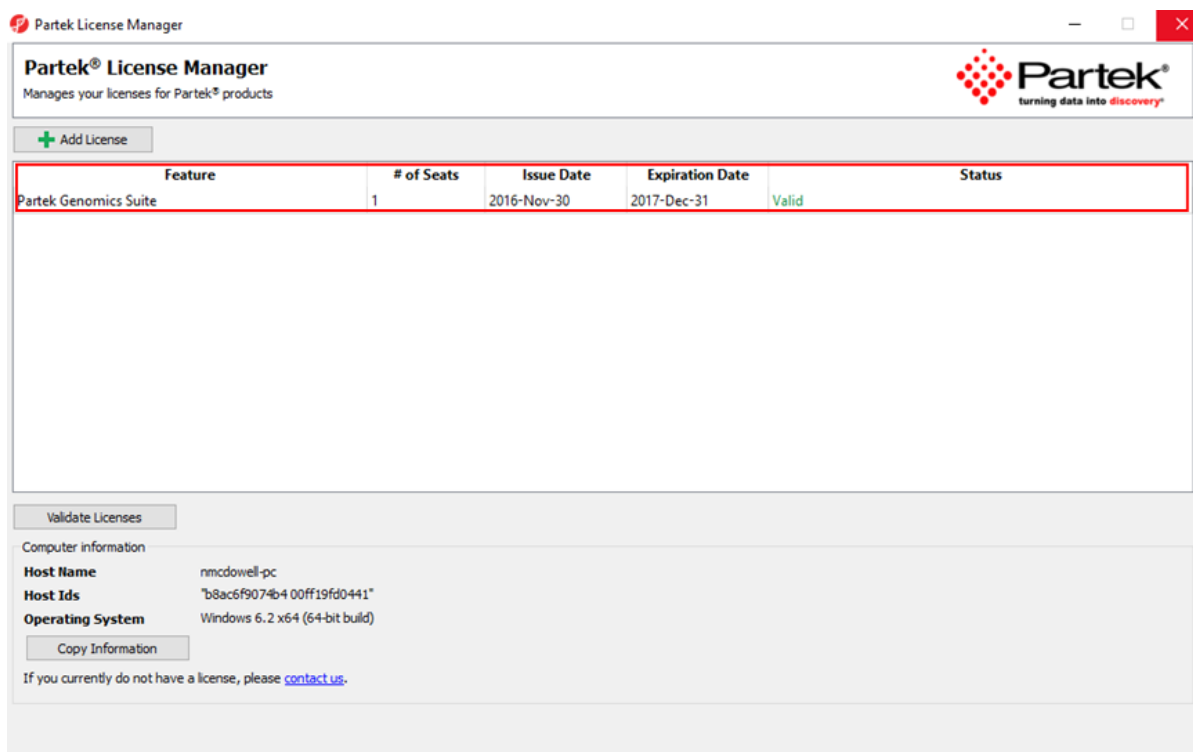 Partek License Manager
Partek® License Manager
Manages your licenses for Partek® products
Partek®
turning data into discovery®
Add License
Feature # of Seats Issue Date Expiration Date Status
Partek Genomics Suite 1 2016-Nov-30 2017-Dec-31 Valid
Validate Licenses
Computer information
Host Name nmcdowell-pc
Host Ids "b8ac6f9074b4 00ff19fd0441"
Operating System Windows 6.2 x64 (64-bit build)
Copy Information
If you currently do not have a license, please contact us.